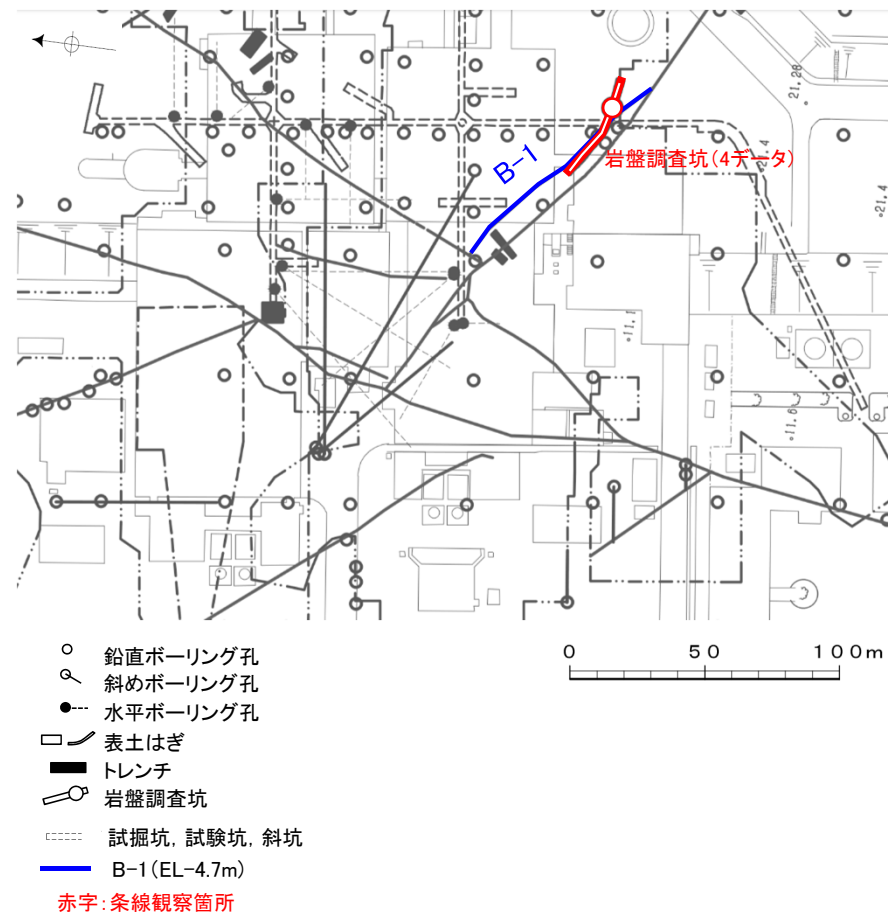 21.28
B-1
岩盤調査坑(4データ)
21.4
21.4
11.1
11.6
0 50 100m
鉛直ボーリング孔
斜めボーリング孔
水平ボーリング孔
表土はぎ
トレンチ
岩盤調査坑
試掘坑, 試験坑, 斜坑
B-1(EL-4.7m)
赤字:条線観察箇所